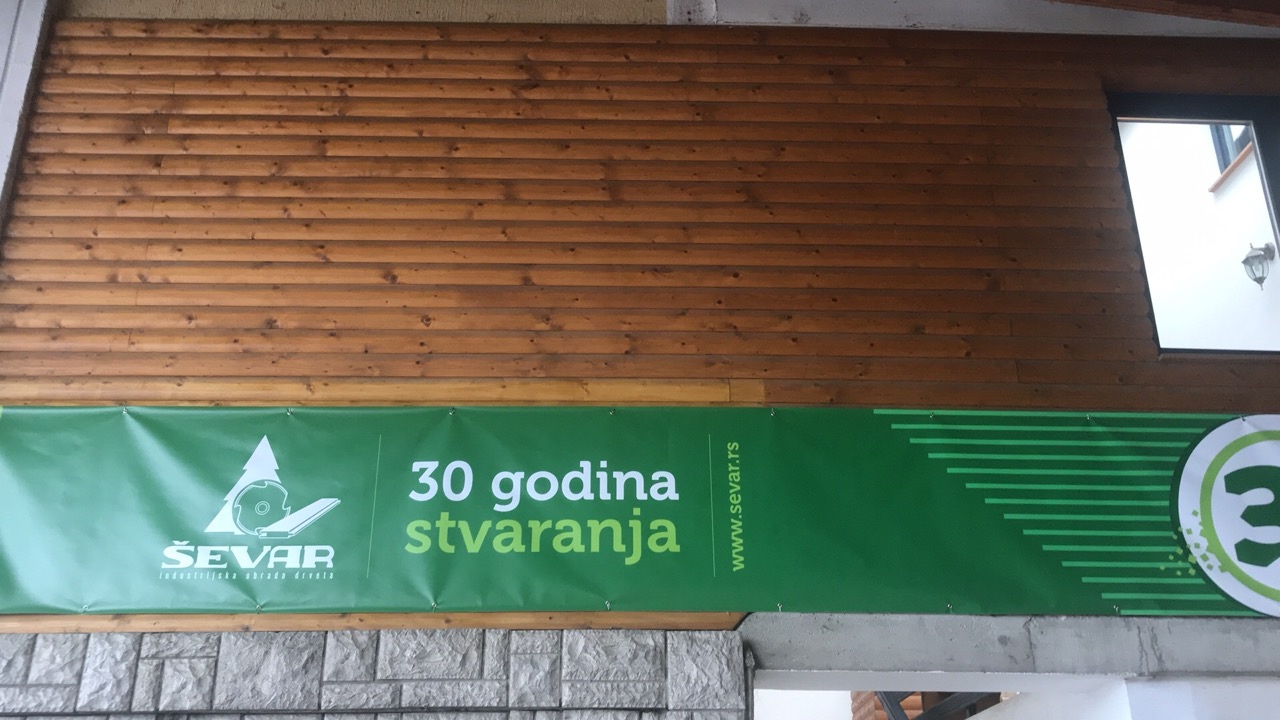 ŠEVAR
industrijska obrada drveta
30 godina
stvaranja
www.sevar.rs
3